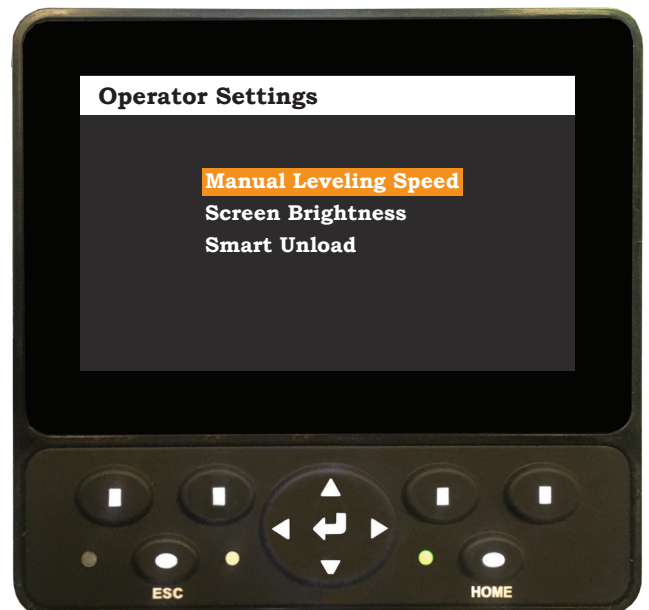 Operator Settings
Manual Leveling Speed
Screen Brightness
Smart Unload
ESC
HOME